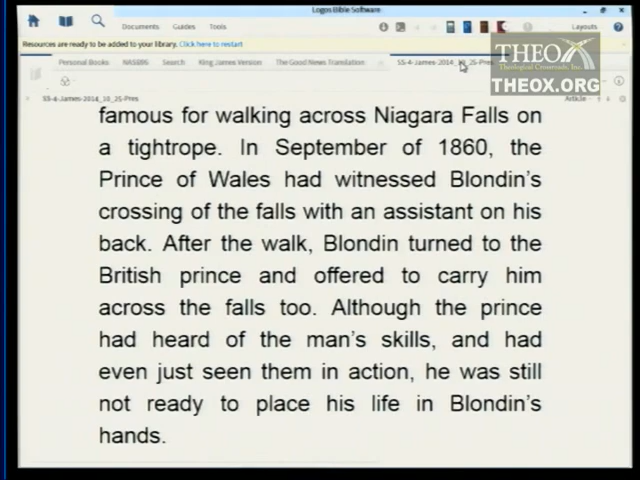 Logos Bible Software
Documents Guides Tools Layouts
Resources are ready to be added to your library. Click here to restart
Personal Books NASB95 Search King James Version The Good News Translation SS-4-James-2014_10_25-Pres
THEOX
Theological Crossroads, Inc.
THEOX.ORG
SS-4-James-2014_10_25-Pres Article
famous for walking across Niagara Falls on
a tightrope. In September of 1860, the
Prince of Wales had witnessed Blondin's
crossing of the falls with an assistant on his
back. After the walk, Blondin turned to the
British prince and offered to carry him
across the falls too. Although the prince
had heard of the man's skills, and had
even just seen them in action, he was still
not ready to place his life in Blondin's
hands.